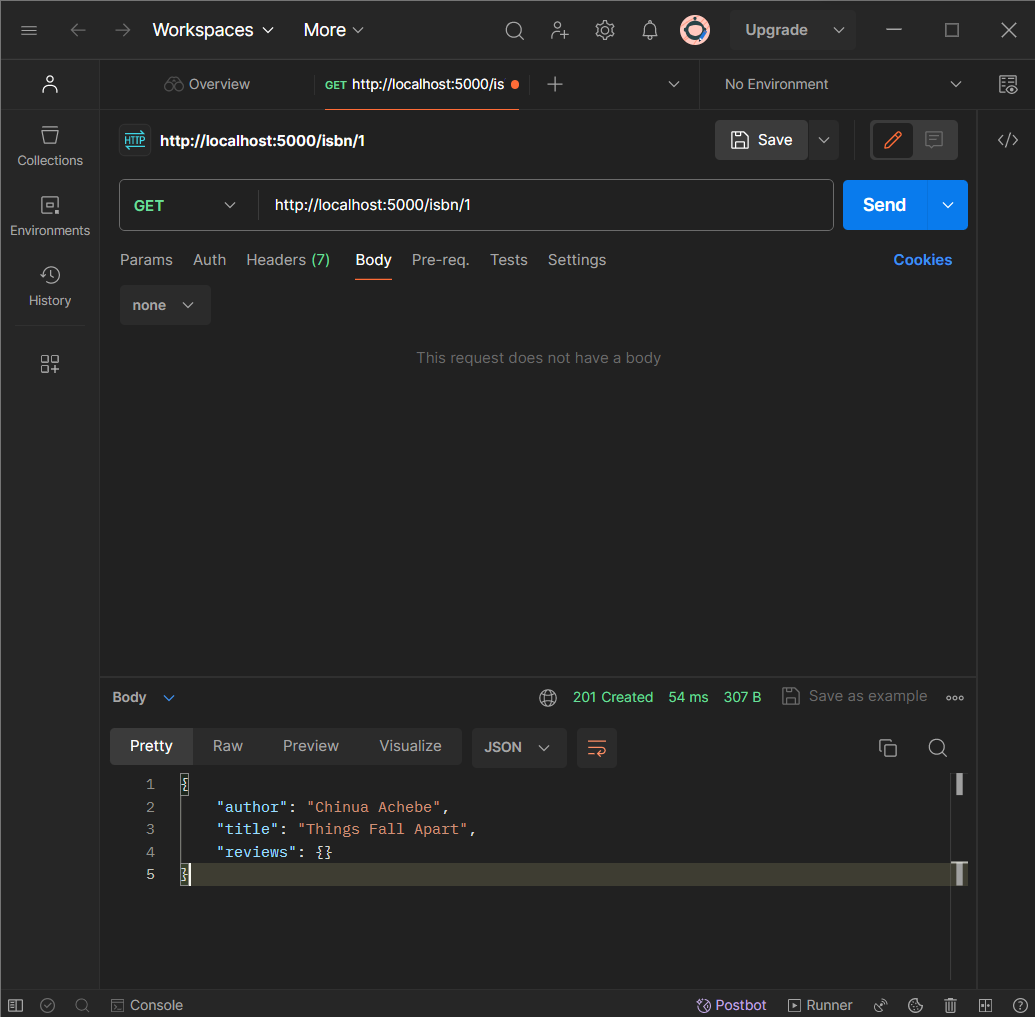 Workspaces More Upgrade
Overview GET http://localhost:5000/is No Environment
HTTP http://localhost:5000/isbn/1 Save
Collections
GET http://localhost:5000/isbn/1 Send
Environments
Params Auth Headers (7) Body Pre-req. Tests Settings Cookies
History
none
This request does not have a body
Body 201 Created 54 ms 307 B Save as example
Pretty Raw Preview Visualize JSON
1 {
2 "author": "Chinua Achebe",
3 "title": "Things Fall Apart",
4 "reviews": {}
5 }
Console Postbot Runner